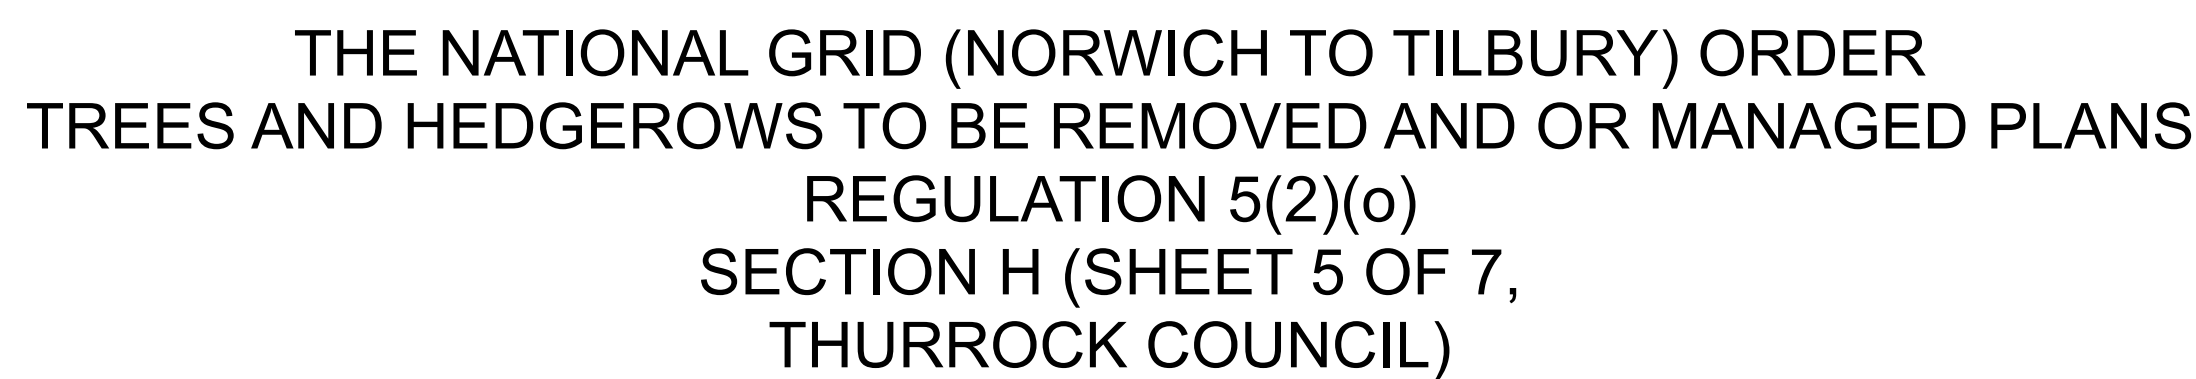 THE NATIONAL GRID (NORWICH TO TILBURY) ORDER
TREES AND HEDGEROWS TO BE REMOVED AND OR MANAGED PLANS
REGULATION 5(2)(o)
SECTION H (SHEET 5 OF 7,
THURROCK COUNCIL)